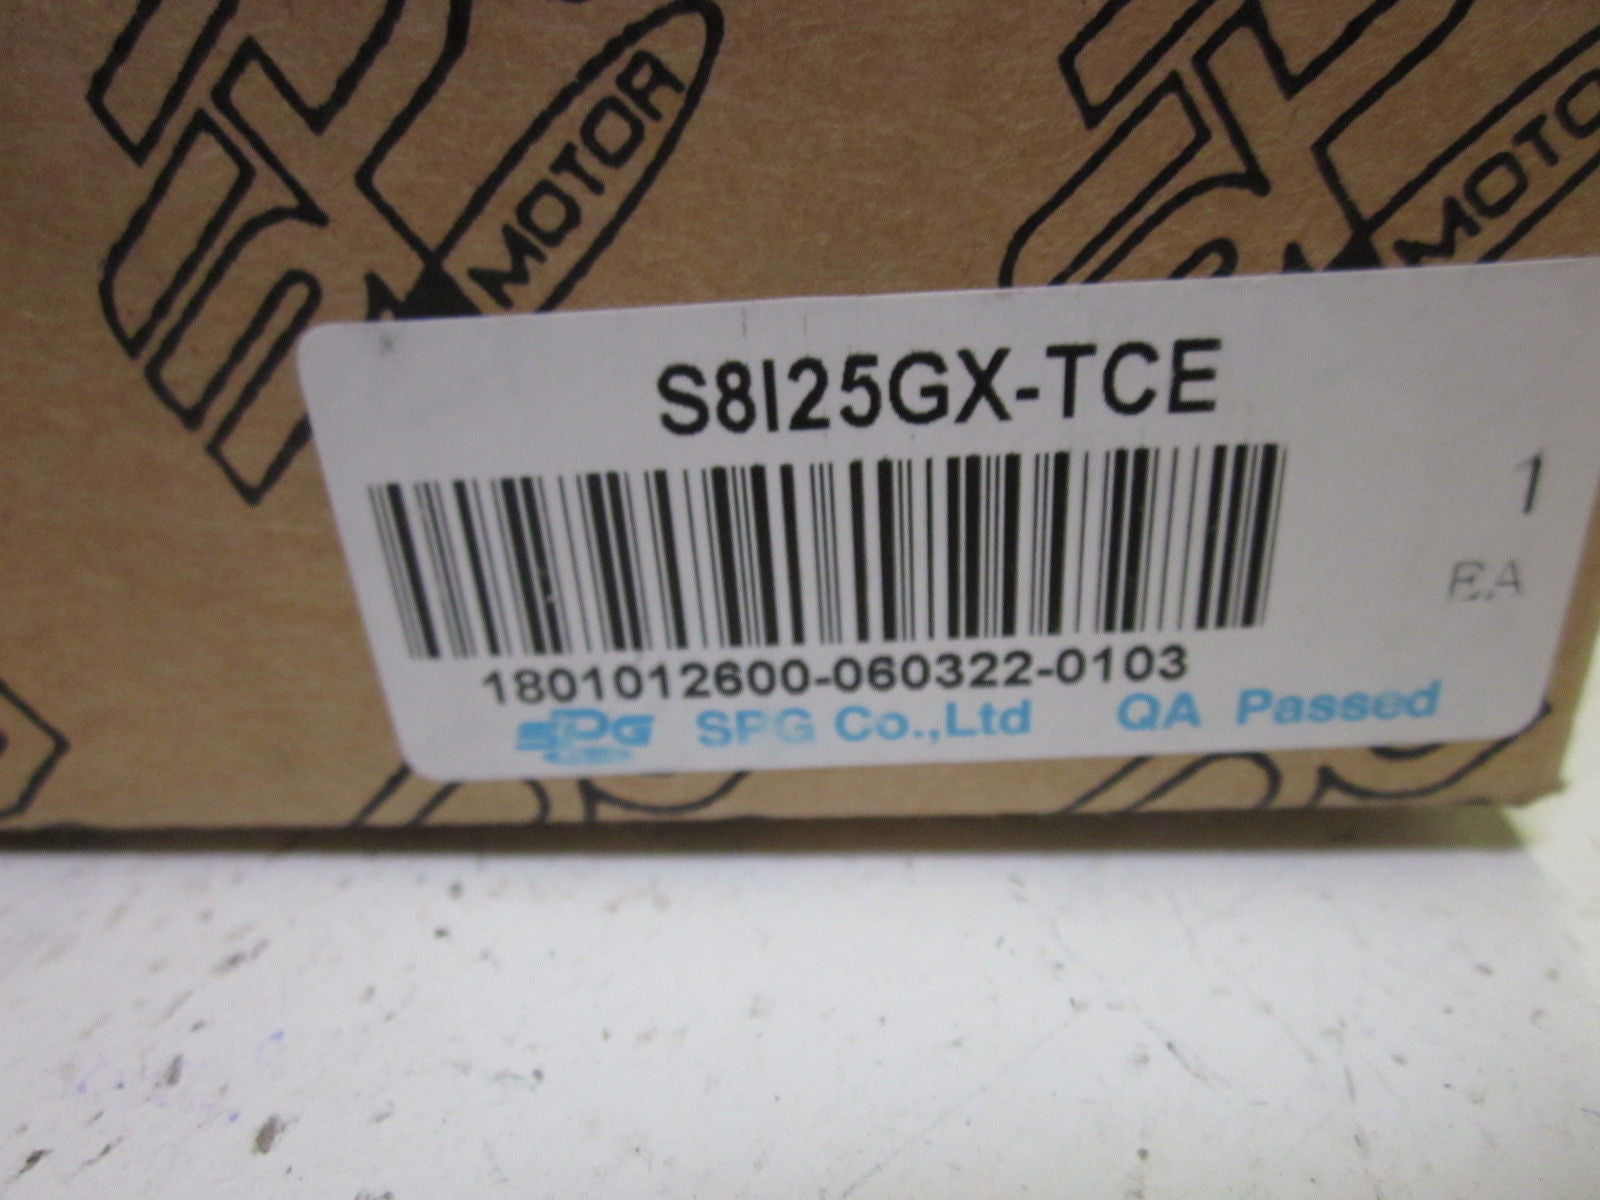 MOTOR
MOTO
S8I25GX-TCE
1
EA
1801012600-060322-0103
SPG SPG Co.,Ltd QA Passed